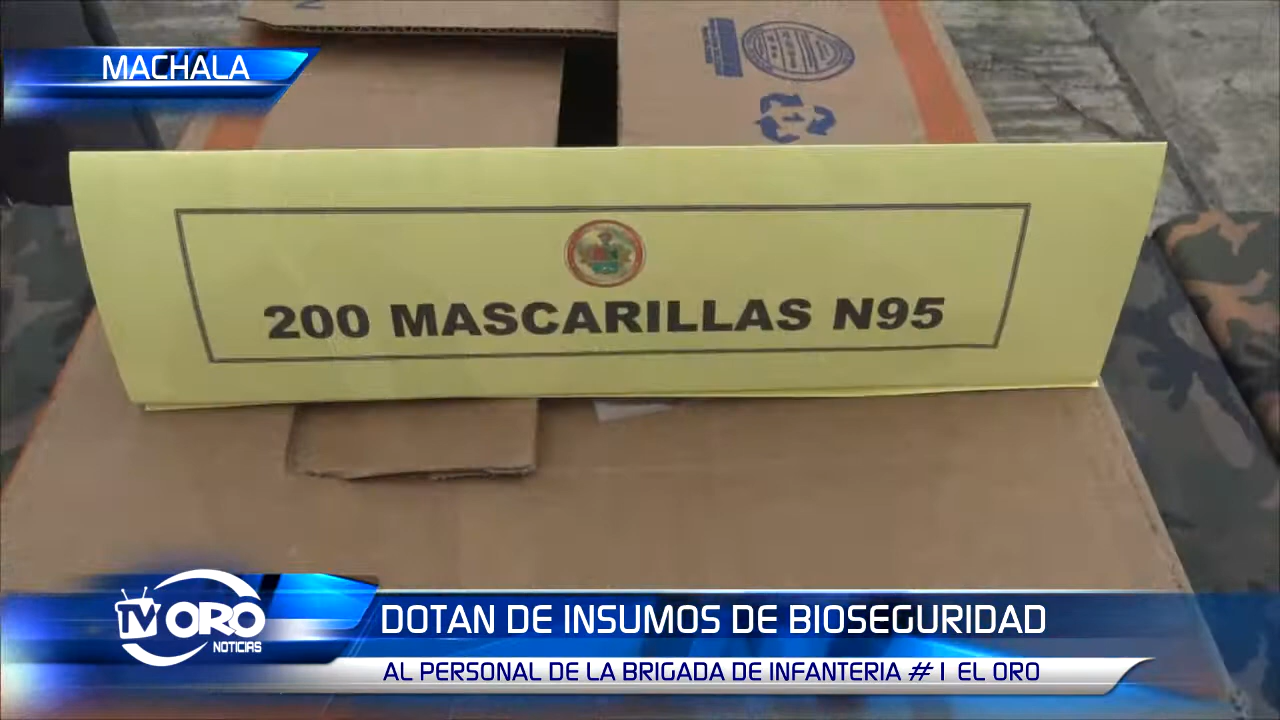 MACHALA
200 MASCARILLAS N95
TV ORO
NOTICIAS
DOTAN DE INSUMOS DE BIOSEGURIDAD
AL PERSONAL DE LA BRIGADA DE INFANTERIA #1 EL ORO